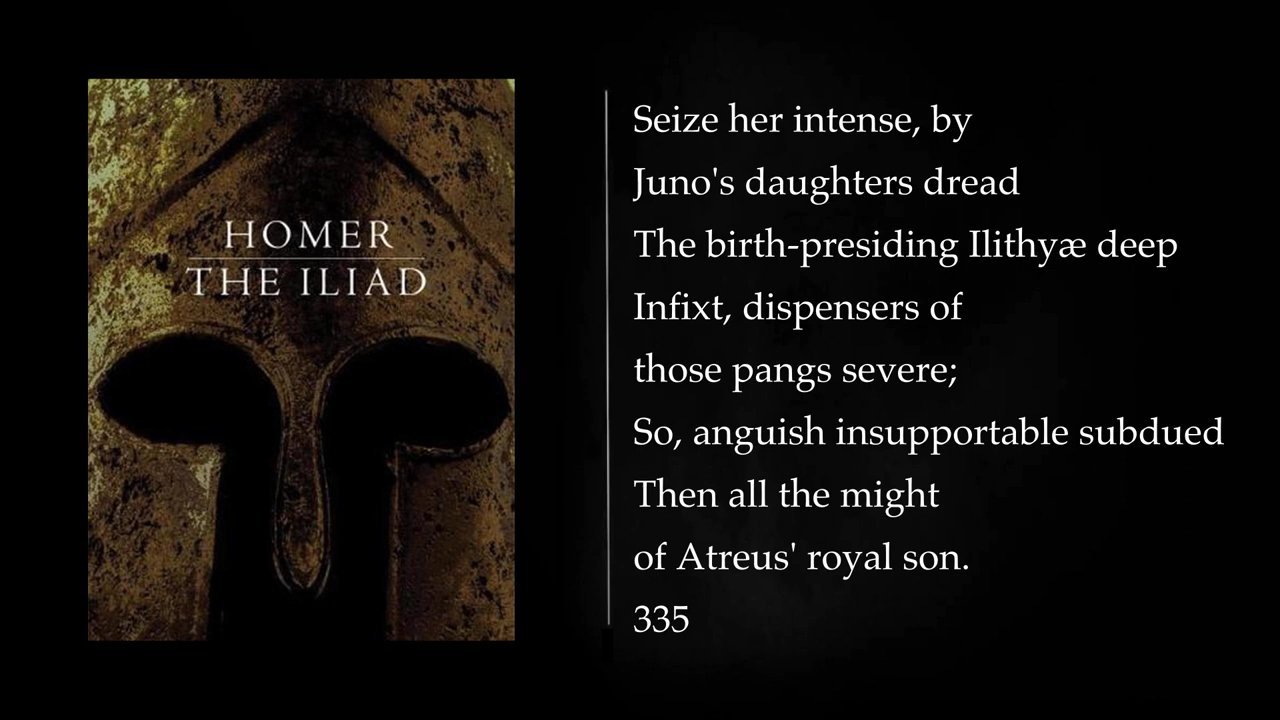 HOMER
THE ILIAD
Seize her intense, by
Juno's daughters dread
The birth-presiding Ilithyæ deep
Infixt, dispensers of
those pangs severe;
So, anguish insupportable subdued
Then all the might
of Atreus' royal son.
335